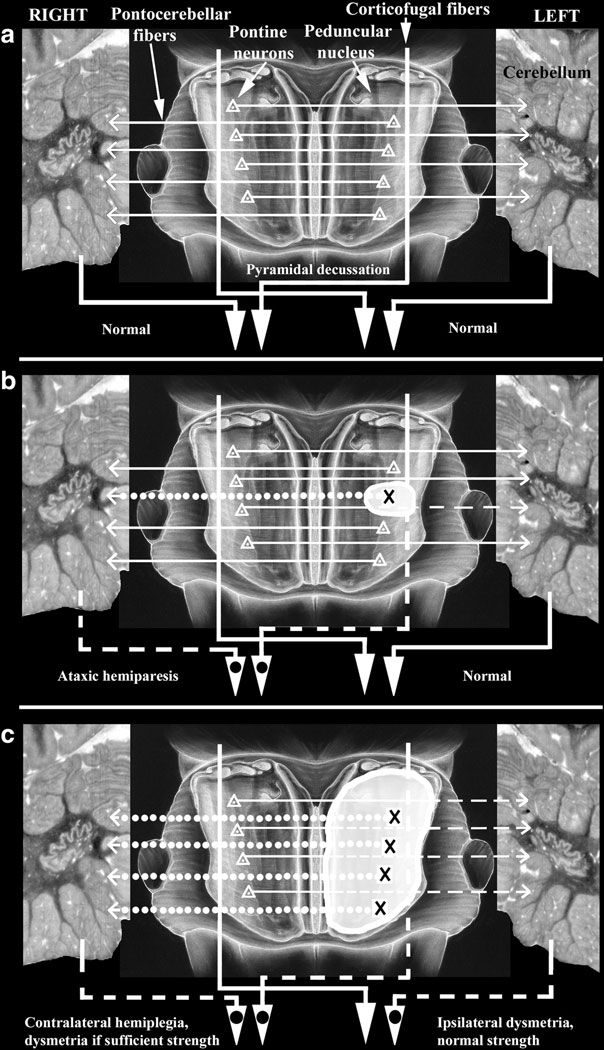 RIGHT
Pontocerebellar
fibers
Pontine
neurons
Peduncular
nucleus
Corticofugal fibers
LEFT
a
Cerebellum
Pyramidal decussation
Normal
Normal
b
X
Ataxic hemiparesis
Normal
c
X
X
X
X
Contralateral hemiplegia,
dysmetria if sufficient strength
Ipsilateral dysmetria,
normal strength